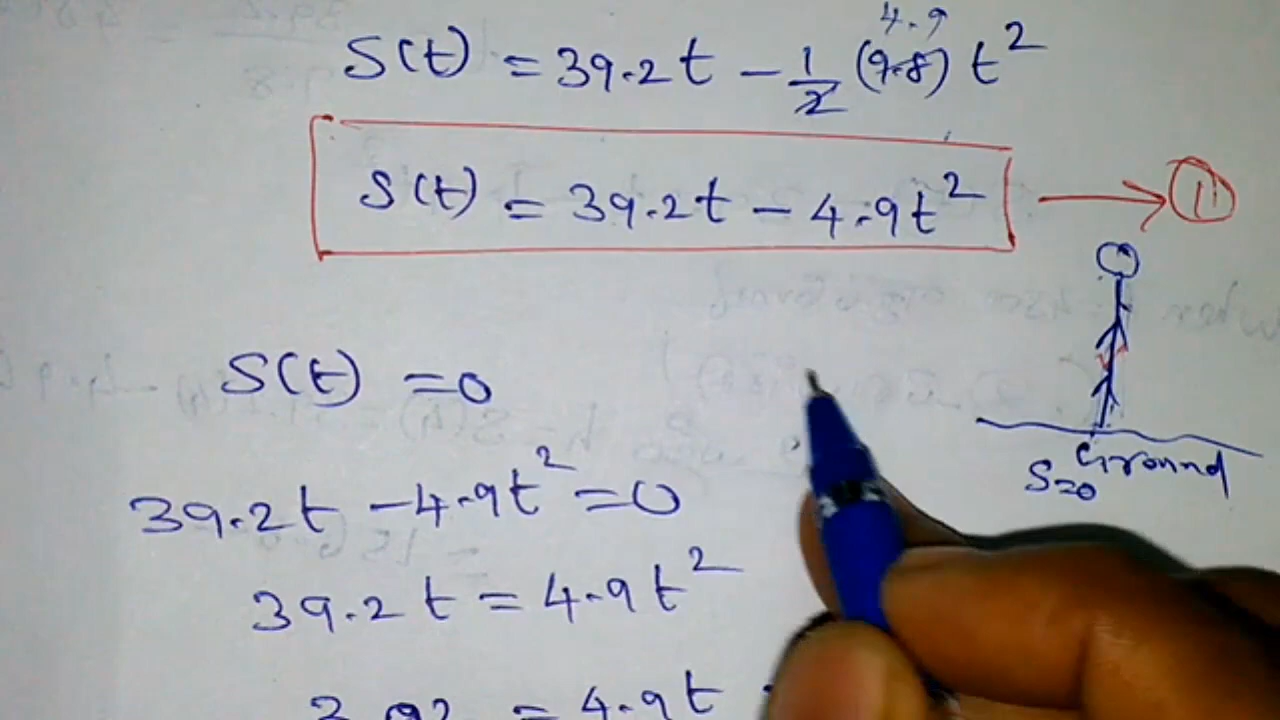 4.9
S(t) = 39.2t - 1/2 (9.8) t²
S(t) = 39.2t - 4.9t² → 11
S(t) = 0
Ground
S=0
39.2t - 4.9t² = 0
39.2t = 4.9t²
= 4.9t